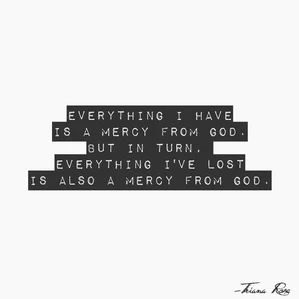 EVERYTHING I HAVE
IS A MERCY FROM GOD.
BUT IN TURN,
EVERYTHING I'VE LOST
IS ALSO A MERCY FROM GOD.